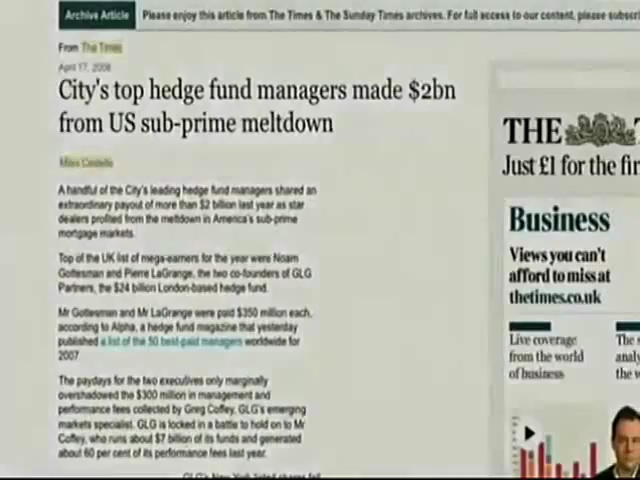 Archive Article
Please enjoy this article from The Times & The Sunday Times archives. For full access to our content, please subscri
From The Times
April 17, 2008
City's top hedge fund managers made $2bn
from US sub-prime meltdown
Miles Costello
A handful of the City's leading hedge fund managers shared an
extraordinary payout of more than $2 billion last year as star
dealers profited from the meltdown in America's sub-prime
mortgage markets.
Top of the UK list of mega-earners for the year were Noam
Gottesman and Pierre LaGrange, the two co-founders of GLG
Partners, the $24 billion London-based hedge fund.
Mr Gottesman and Mr LaGrange were paid $350 million each,
according to Alpha, a hedge fund magazine that yesterday
published a list of the 50 best-paid managers worldwide for
2007
The paydays for the two executives only marginally
overshadowed the $300 million in management and
performance fees collected by Greg Coffey, GLG's emerging
markets specialist. GLG is locked in a battle to hold on to Mr
Coffey, who runs about $7 billion of its funds and generated
about 60 per cent of its performance fees last year.
GLG's New York listed shares fell
THE T
Just £1 for the fir
Business
Views you can't
afford to miss at
thetimes.co.uk
Live coverage
from the world
of business
The s
analy
the w